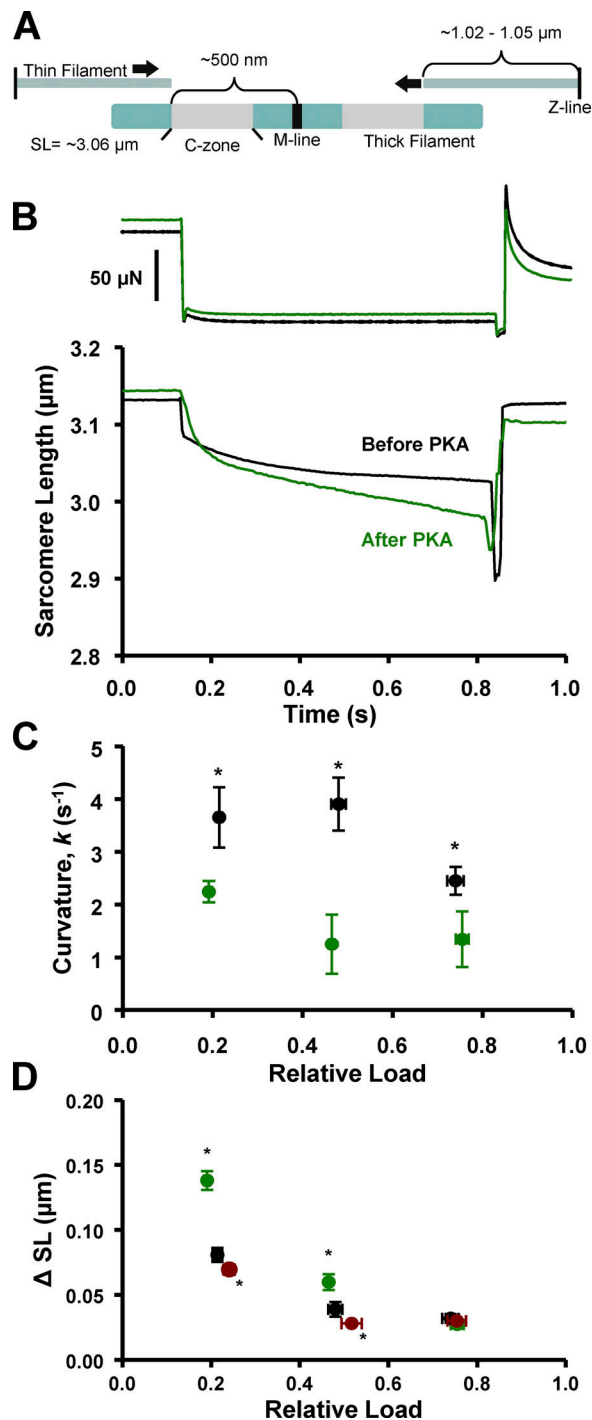 A
~1.02 - 1.05 μm
Thin Filament
~500 nm
Z-line
SL= ~3.06 μm
C-zone
M-line
Thick Filament
B
50 μN
3.2
3.1
3.0
2.9
2.8
Sarcomere Length (μm)
Before PKA
After PKA
0.0 0.2 0.4 0.6 0.8 1.0
Time (s)
C
5
4
3
2
1
0
Curvature, k (s-1)
* * *
0.0 0.2 0.4 0.6 0.8 1.0
Relative Load
D
0.20
0.15
0.10
0.05
0.00
Δ SL (μm)
* *
* *
0.0 0.2 0.4 0.6 0.8 1.0
Relative Load